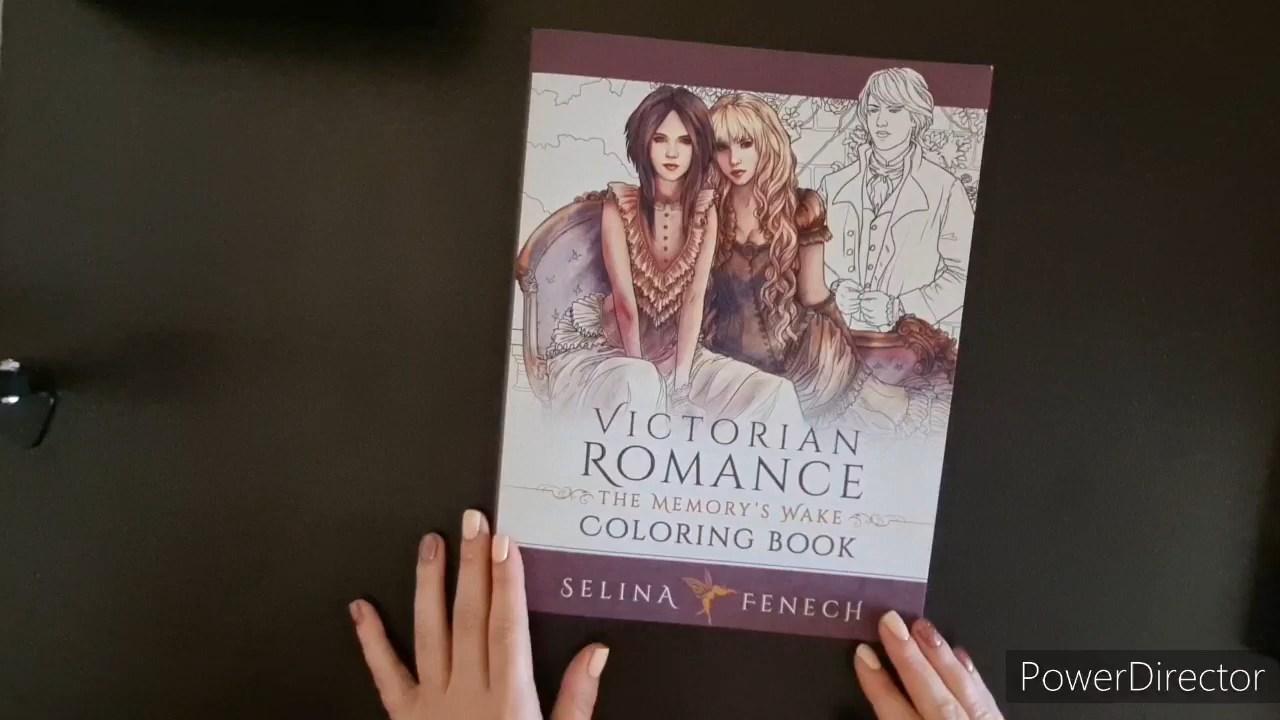 VICTORIAN
ROMANCE
THE MEMORY'S WAKE
COLORING BOOK
SELINA FENECH
PowerDirector